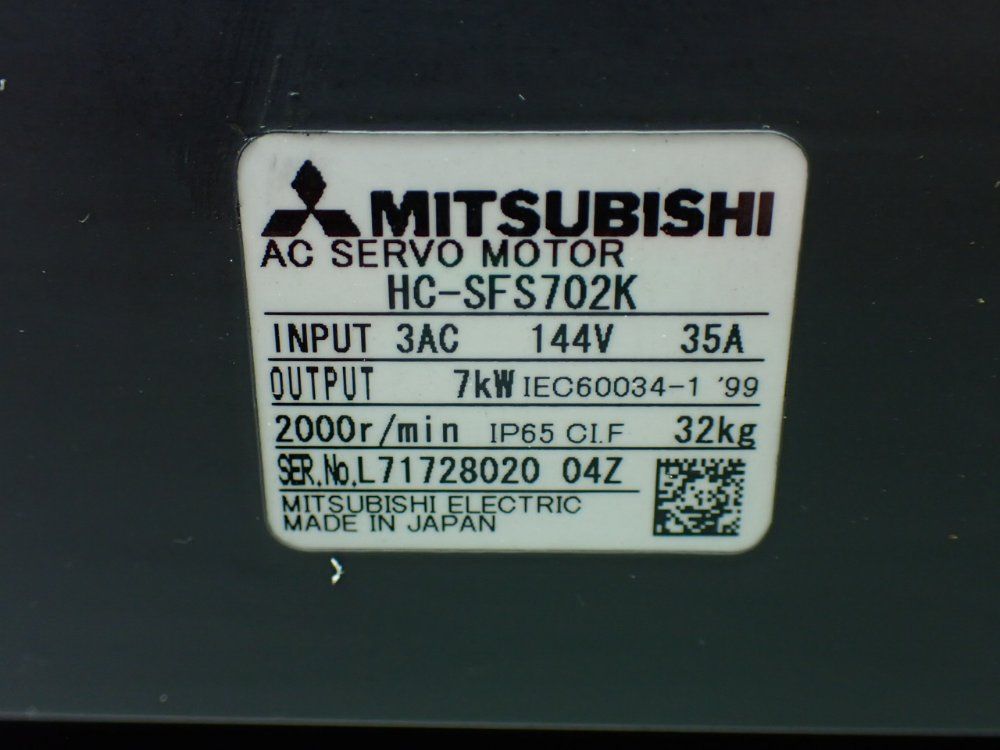 MITSUBISHI
AC SERVO MOTOR
HC-SFS702K
INPUT 3AC 144V 35A
OUTPUT 7kW IEC60034-1 '99
2000r/min IP65 CI.F 32kg
SER.No.L71728020 04Z
MITSUBISHI ELECTRIC
MADE IN JAPAN